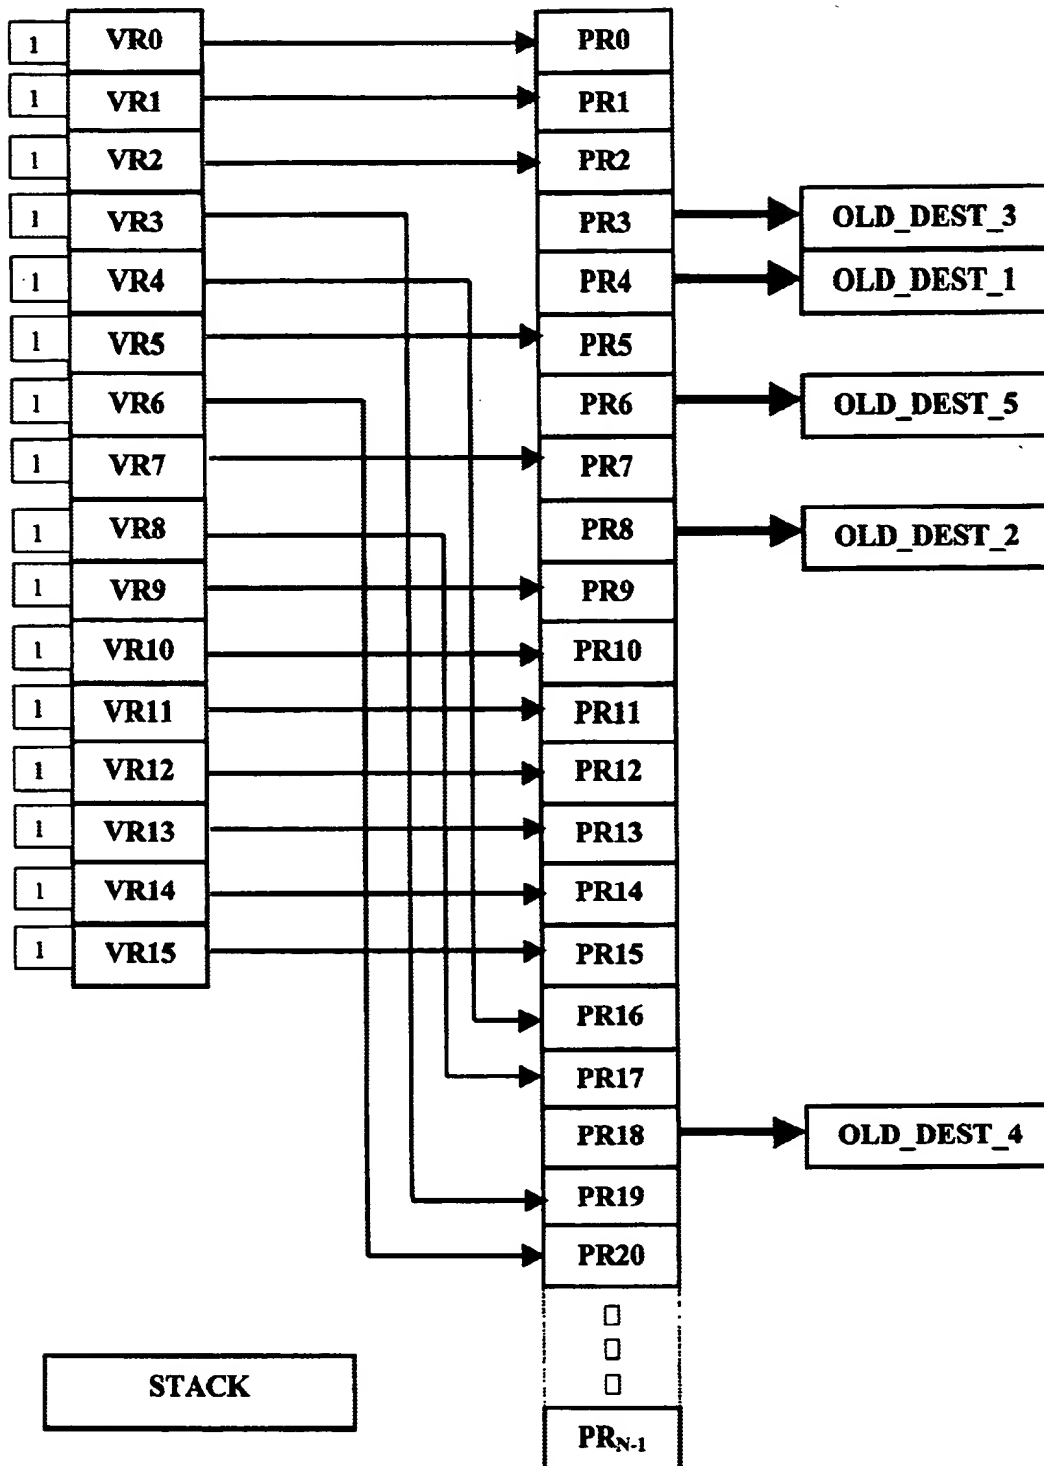 1 VR0 PR0
1 VR1 PR1
1 VR2 PR2
1 VR3 PR3 OLD_DEST_3
1 VR4 PR4 OLD_DEST_1
1 VR5 PR5
1 VR6 PR6 OLD_DEST_5
1 VR7 PR7
1 VR8 PR8 OLD_DEST_2
1 VR9 PR9
1 VR10 PR10
1 VR11 PR11
1 VR12 PR12
1 VR13 PR13
1 VR14 PR14
1 VR15 PR15
PR16
PR17
PR18 OLD_DEST_4
PR19
PR20
STACK
PRN-1